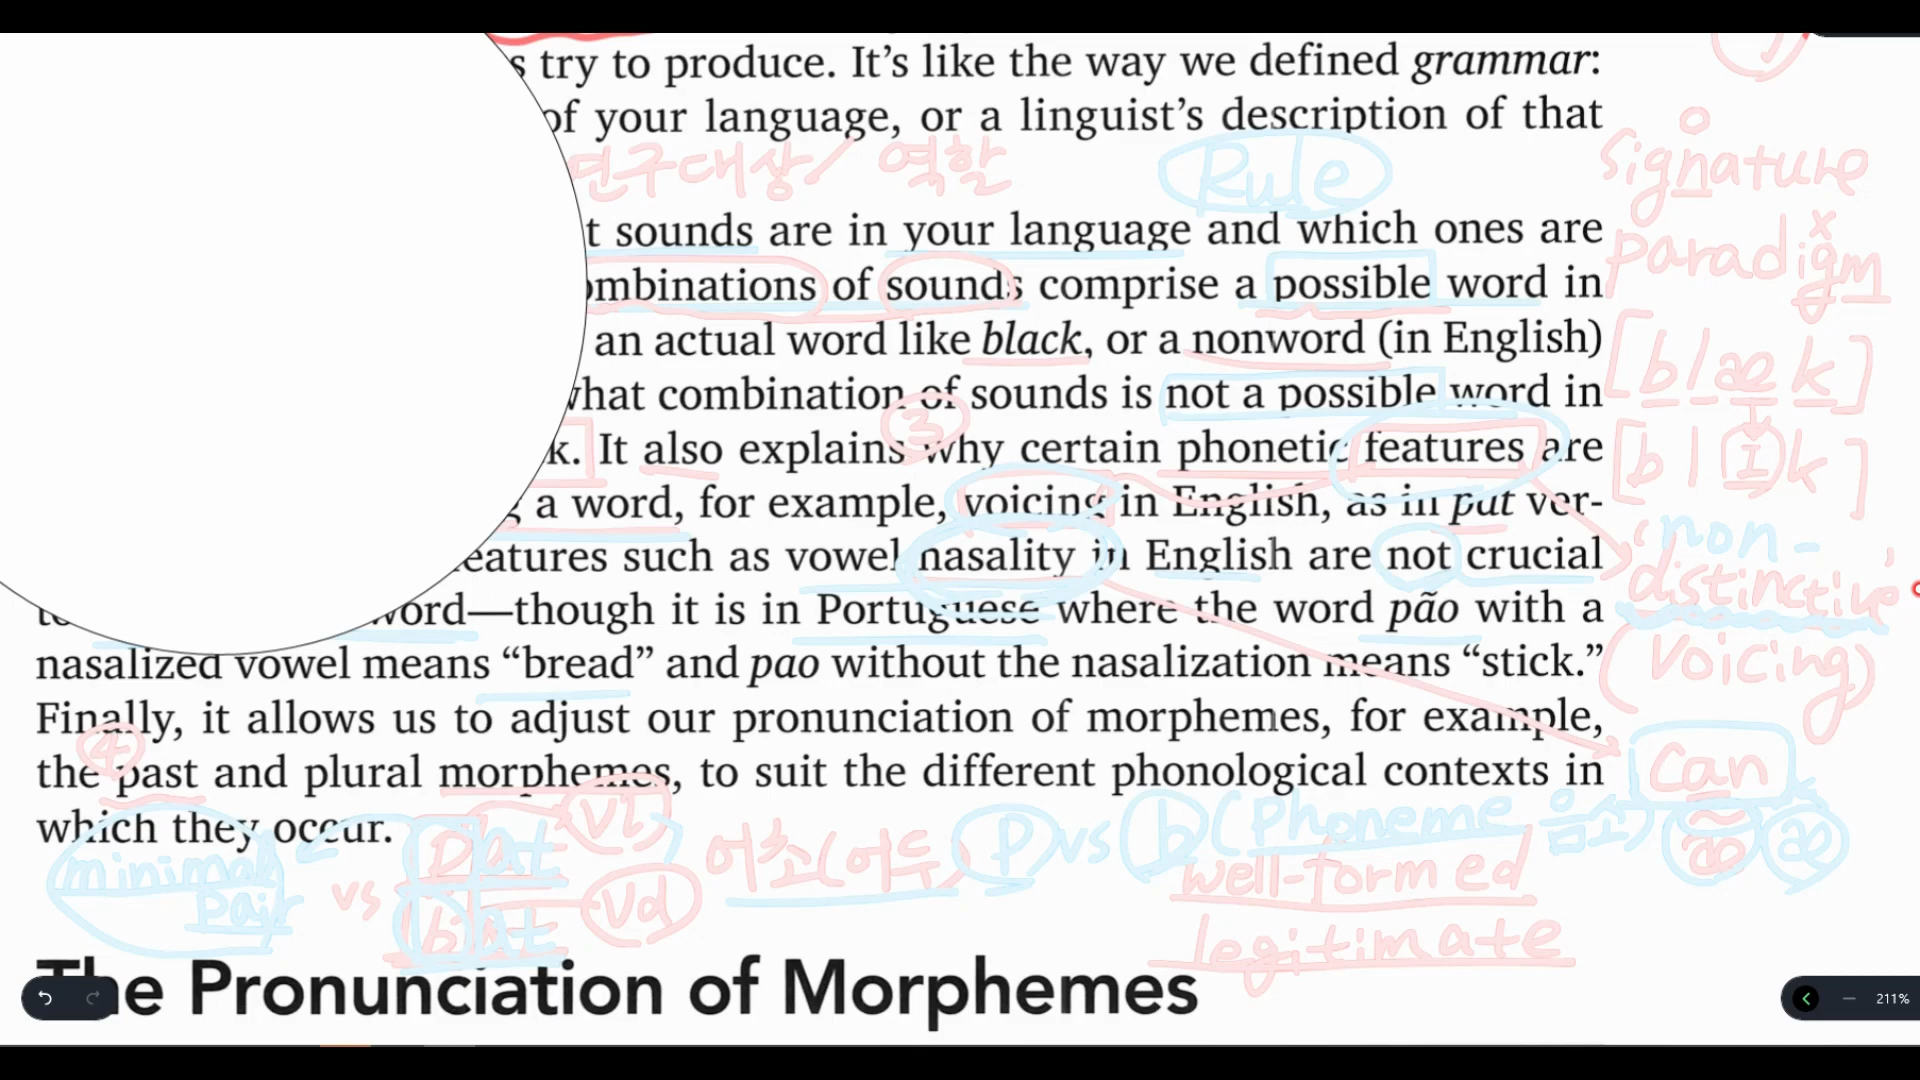 try to produce. It’s like the way we defined grammar:
of your language, or a linguist’s description of that
연구대상/ 역할 Rule
sounds are in your language and which ones are
combinations of sounds comprise a possible word in
an actual word like black, or a nonword (in English)
what combination of sounds is not a possible word in
③
k. It also explains why certain phonetic features are
a word, for example, voicing in English, as in pat ver-
features such as vowel nasality in English are not crucial
word—though it is in Portuguese where the word pão with a
nasalized vowel means “bread” and pao without the nasalization means “stick.”
Finally, it allows us to adjust our pronunciation of morphemes, for example,
④
the past and plural morphemes, to suit the different phonological contexts in
which they occur.
minimal pair
pat vl
vs
bat vd
어초(어두) p vs b (phoneme 음소)
well-formed
legitimate
signature
paradigm
[blæk]
[blɪk]
non-
distinctive
(voicing)
can
æ̃ æ
The Pronunciation of Morphemes
211%